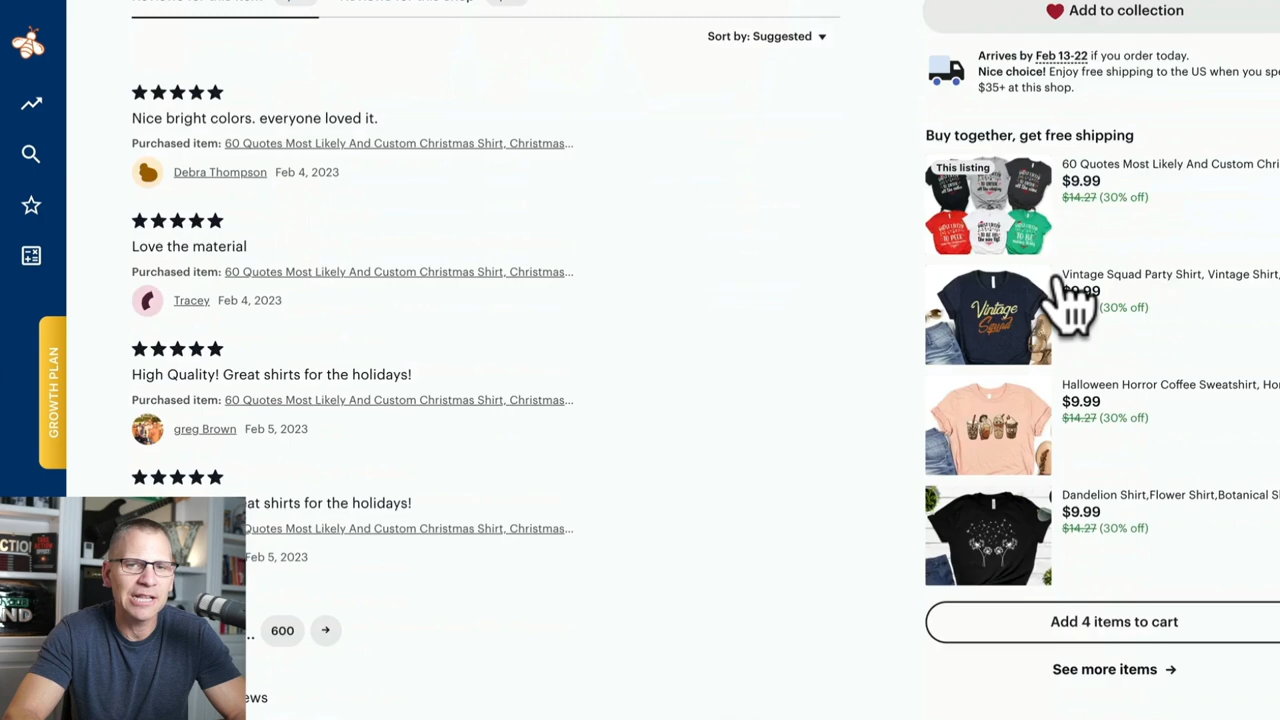 Sort by: Suggested
Nice bright colors. everyone loved it.
Purchased item: 60 Quotes Most Likely And Custom Christmas Shirt, Christmas...
Debra Thompson Feb 4, 2023
Love the material
Purchased item: 60 Quotes Most Likely And Custom Christmas Shirt, Christmas...
Tracey Feb 4, 2023
High Quality! Great shirts for the holidays!
Purchased item: 60 Quotes Most Likely And Custom Christmas Shirt, Christmas...
greg Brown Feb 5, 2023
at shirts for the holidays!
Quotes Most Likely And Custom Christmas Shirt, Christmas...
Feb 5, 2023
.. 600
ews
GROWTH PLAN
Add to collection
Arrives by Feb 13-22 if you order today.
Nice choice! Enjoy free shipping to the US when you spe
$35+ at this shop.
Buy together, get free shipping
This listing
60 Quotes Most Likely And Custom Chri
$9.99
$14.27 (30% off)
Vintage Squad
Vintage Squad Party Shirt, Vintage Shirt,
9.99
(30% off)
Halloween Horror Coffee Sweatshirt, Ho
$9.99
$14.27 (30% off)
Dandelion Shirt,Flower Shirt,Botanical S
$9.99
$14.27 (30% off)
Add 4 items to cart
See more items